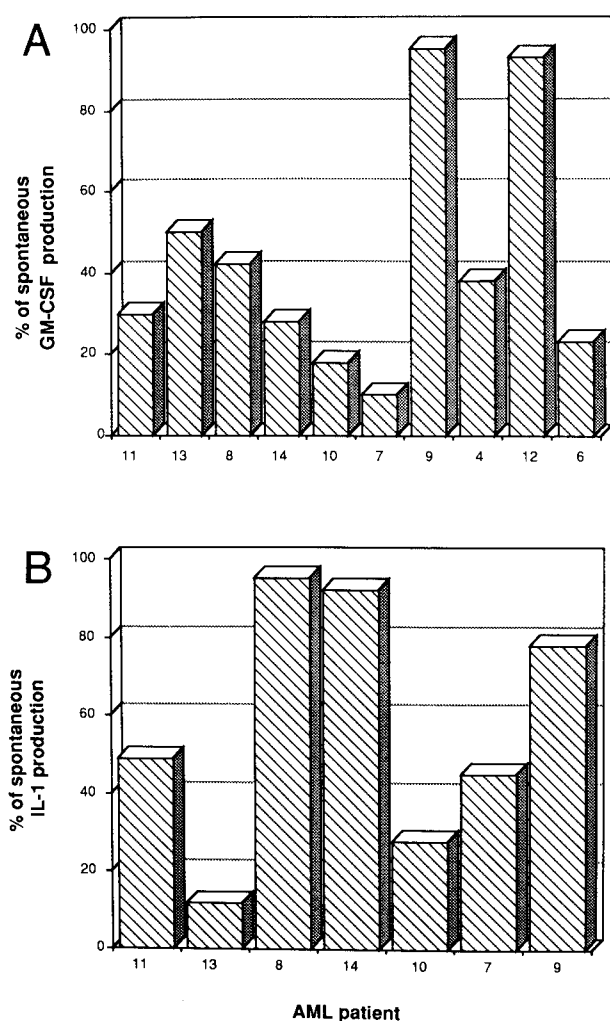 A
% of spontaneous
GM-CSF production
100
80
60
40
20
0
11 13 8 14 10 7 9 4 12 6
B
% of spontaneous
IL-1 production
100
80
60
40
20
0
11 13 8 14 10 7 9
AML patient